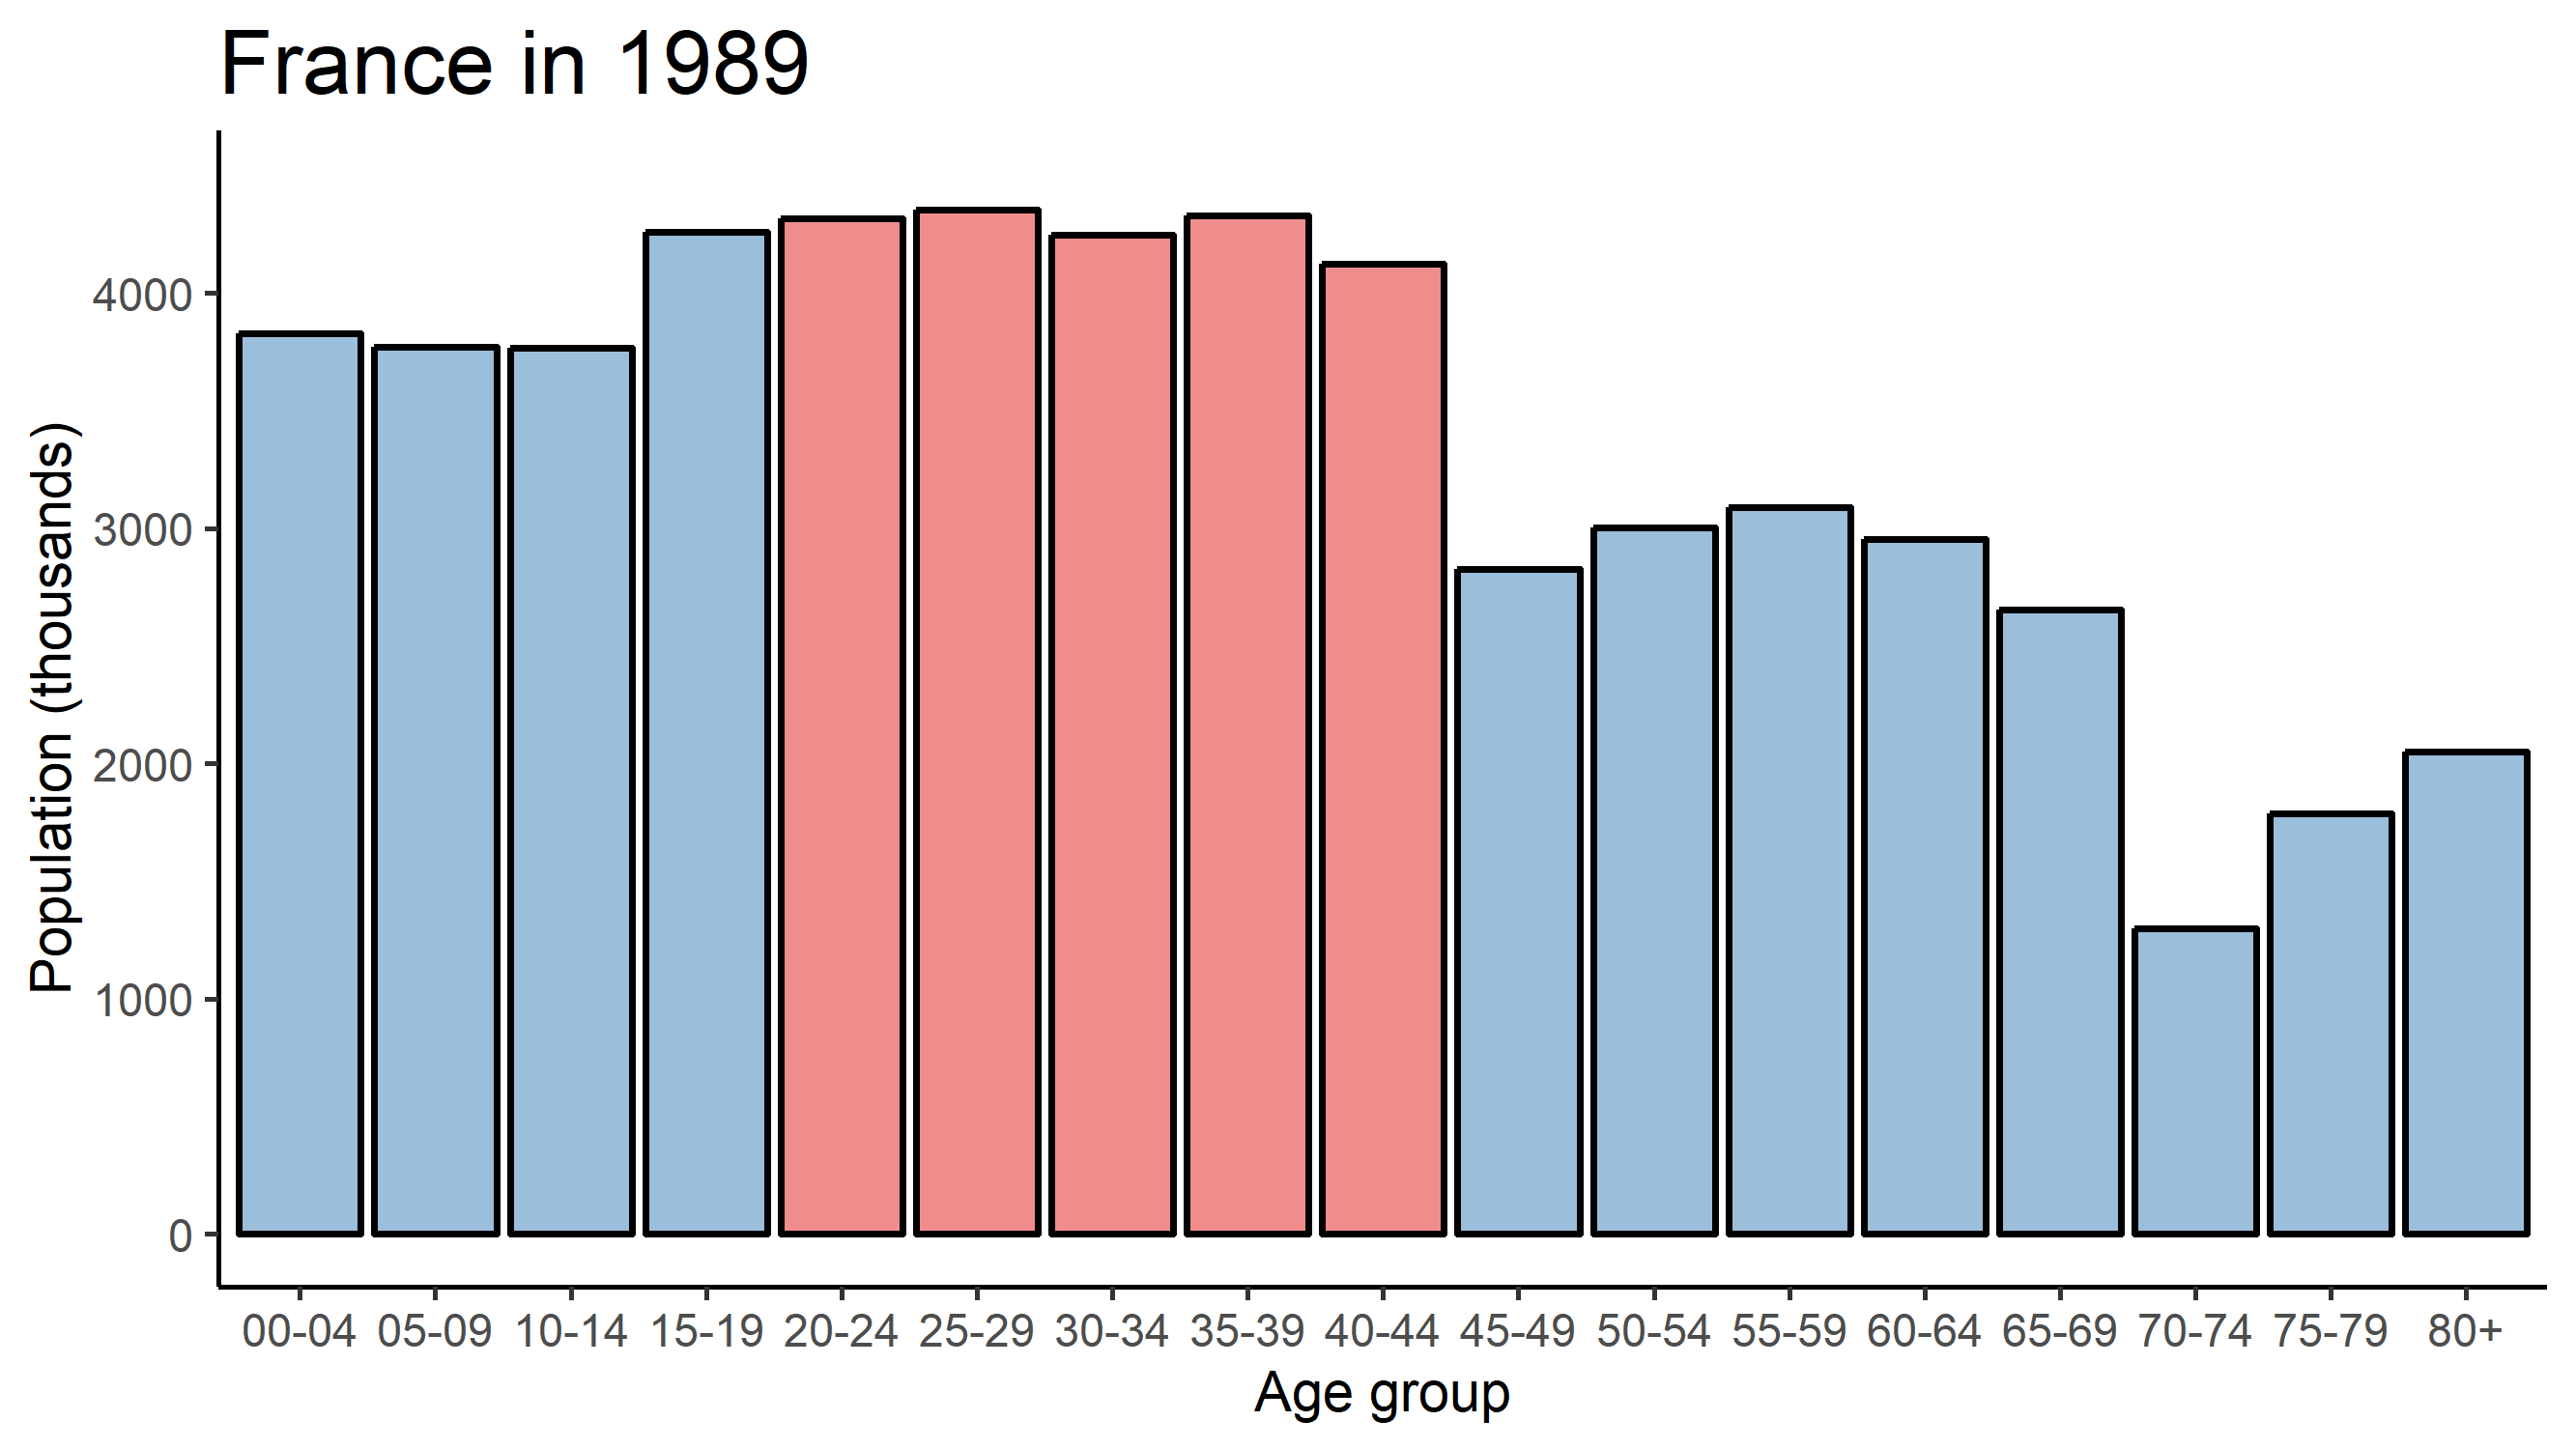 France in 1989
Population (thousands)
4000
3000
2000
1000
0
00-04 05-09 10-14 15-19 20-24 25-29 30-34 35-39 40-44 45-49 50-54 55-59 60-64 65-69 70-74 75-79 80+
Age group